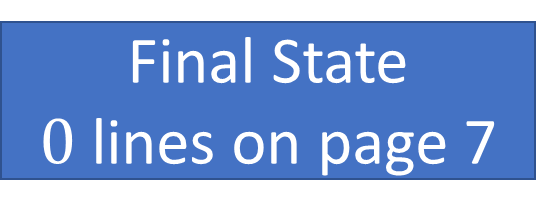 Final State
0 lines on page 7